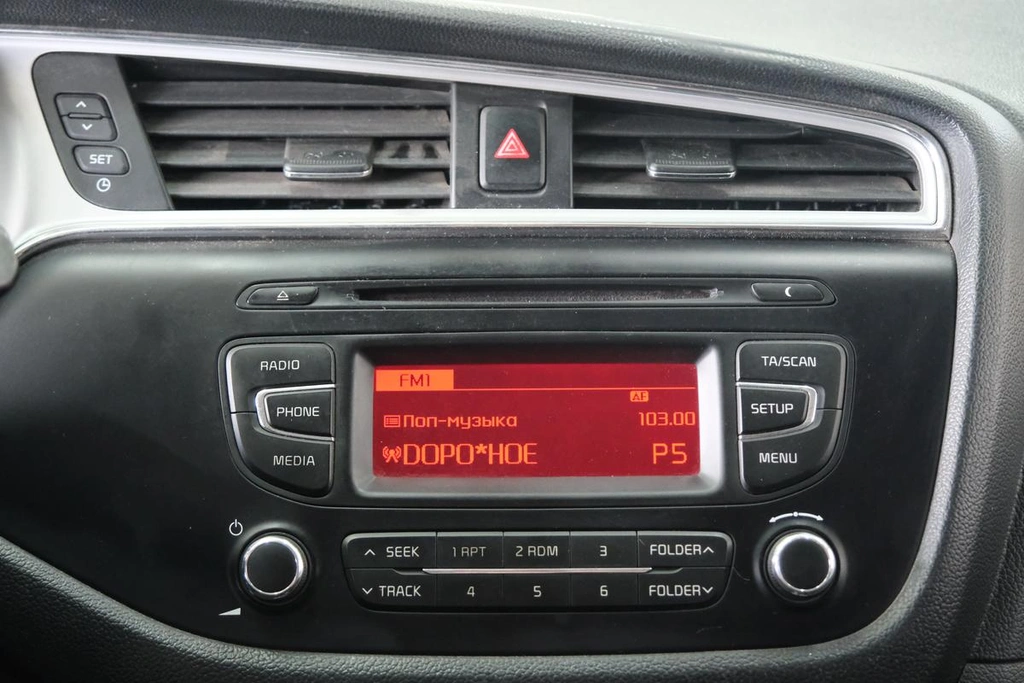 SET
RADIO
PHONE
MEDIA
FM1
AF
Поп-музыка 103.00
DOPO*HOE P5
TA/SCAN
SETUP
MENU
SEEK 1 RPT 2 RDM 3 FOLDER
TRACK 4 5 6 FOLDER